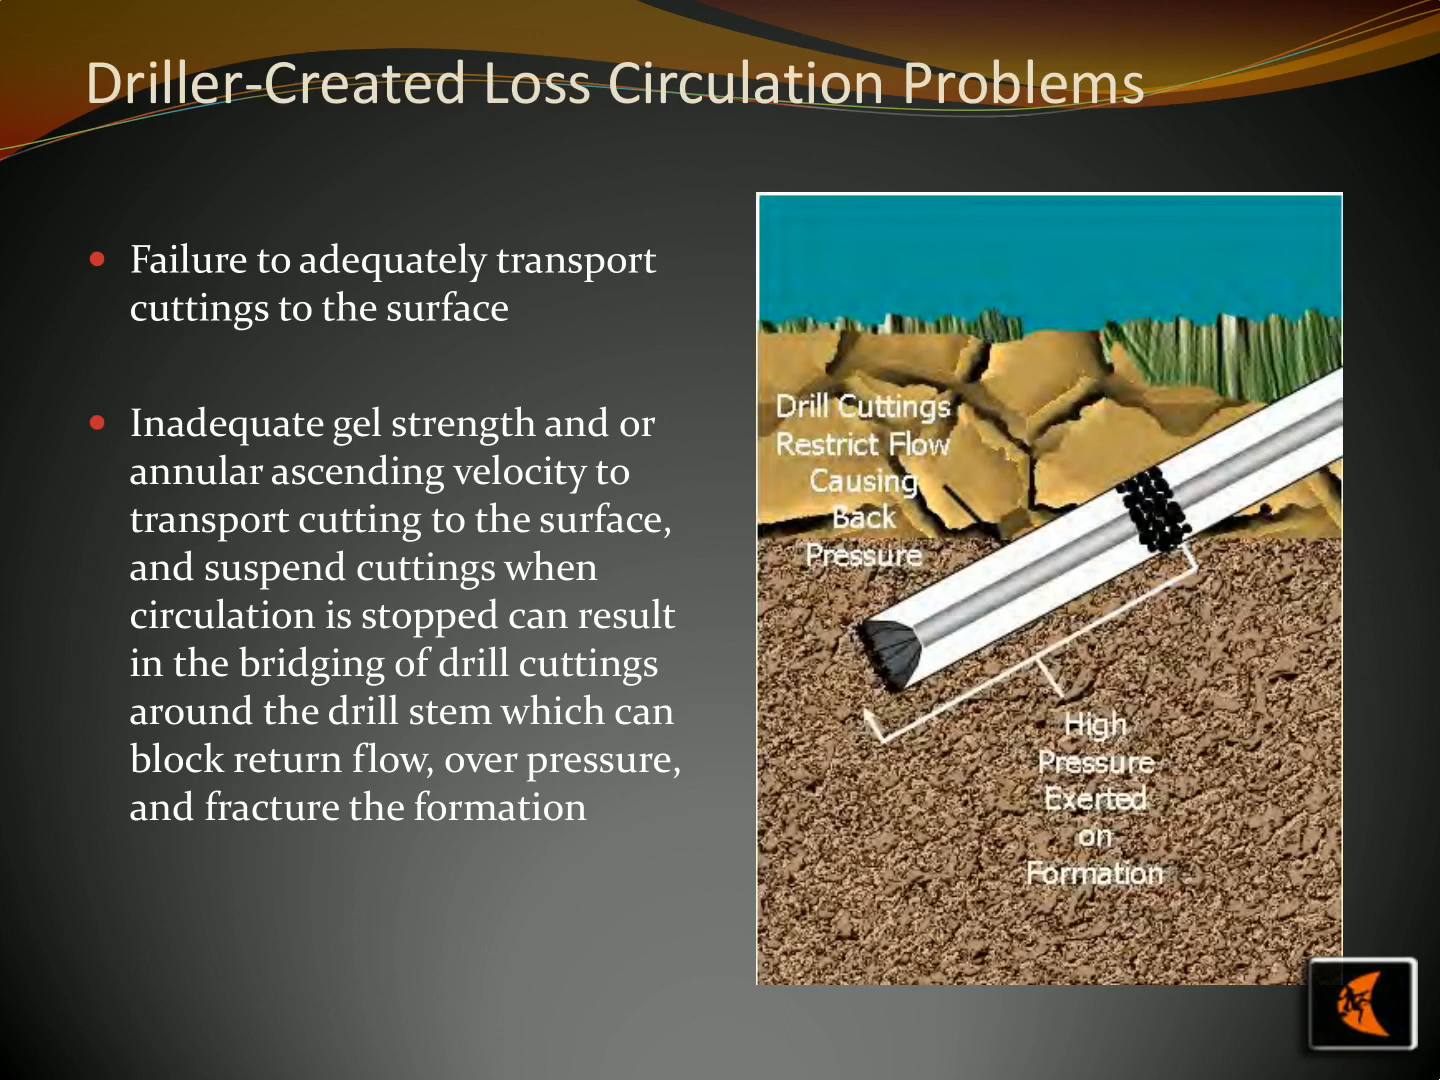 Driller-Created Loss Circulation Problems
Failure to adequately transport
cuttings to the surface
Inadequate gel strength and or
annular ascending velocity to
transport cutting to the surface,
and suspend cuttings when
circulation is stopped can result
in the bridging of drill cuttings
around the drill stem which can
block return flow, over pressure,
and fracture the formation
Drill Cuttings
Restrict Flow
Causing
Back
Pressure
High
Pressure
Exerted
on
Formation